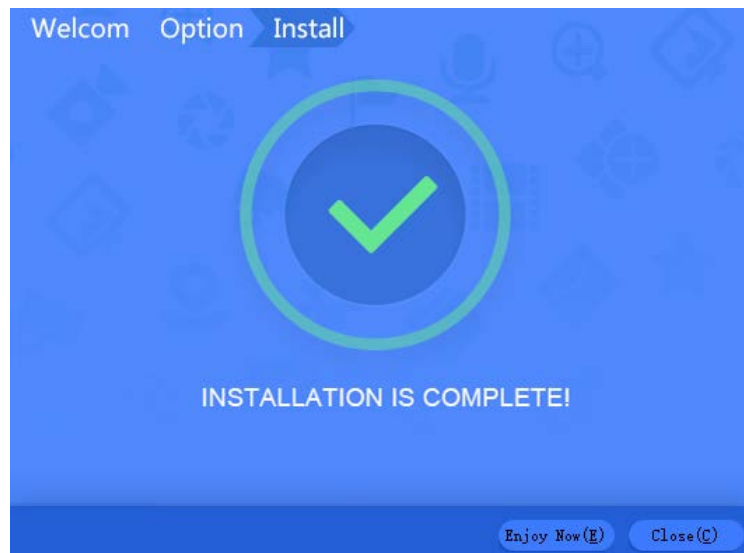 Welcom Option Install
INSTALLATION IS COMPLETE!
Enjoy Now(E) Close(C)